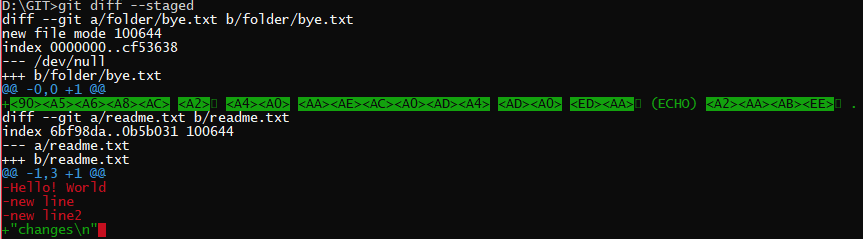 D:\GIT>git diff --staged
diff --git a/folder/bye.txt b/folder/bye.txt
new file mode 100644
index 0000000..cf53638
--- /dev/null
+++ b/folder/bye.txt
@@ -0,0 +1 @@
+<90><A5><A6><A8><AC> <A2>▯ <A4><A0> <AA><AE><AC><A0><AD><A4> <AD><A0> <ED><AA>▯ (ECHO) <A2><AA><AB><EE>▯ .
diff --git a/readme.txt b/readme.txt
index 6bf98da..0b5b031 100644
--- a/readme.txt
+++ b/readme.txt
@@ -1,3 +1 @@
-Hello! World
-new line
-new line2
+"changes\n"